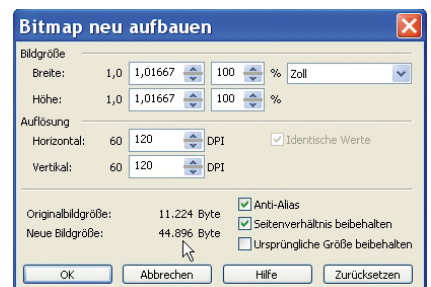 Bitmap neu aufbauen
Bildgröße
Breite: 1,0 1,01667 100 % Zoll
Höhe: 1,0 1,01667 100 %
Auflösung
Horizontal: 60 120 DPI Identische Werte
Vertikal: 60 120 DPI
Originalbildgröße: 11.224 Byte Anti-Alias
Neue Bildgröße: 44.896 Byte Seitenverhältnis beibehalten
Ursprüngliche Größe beibehalten
OK Abbrechen Hilfe Zurücksetzen